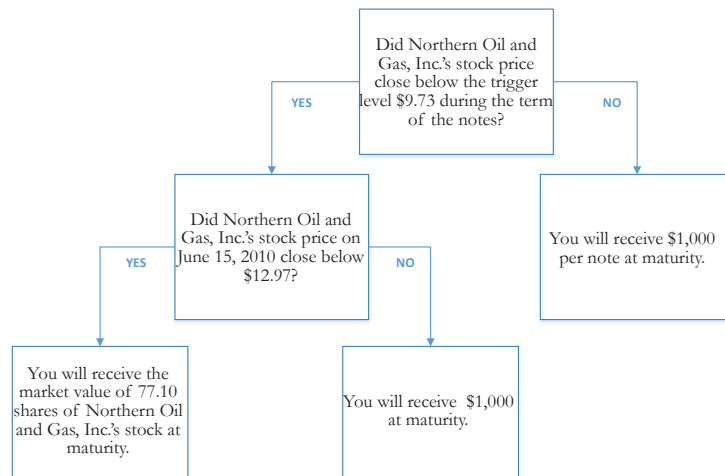 Did Northern Oil and
Gas, Inc.'s stock price
close below the trigger
level $9.73 during the term
of the notes?
YES
NO
Did Northern Oil and
Gas, Inc.'s stock price on
June 15, 2010 close below
$12.97?
You will receive $1,000
per note at maturity.
YES
NO
You will receive the
market value of 77.10
shares of Northern Oil
and Gas, Inc.'s stock at
maturity.
You will receive $1,000
at maturity.